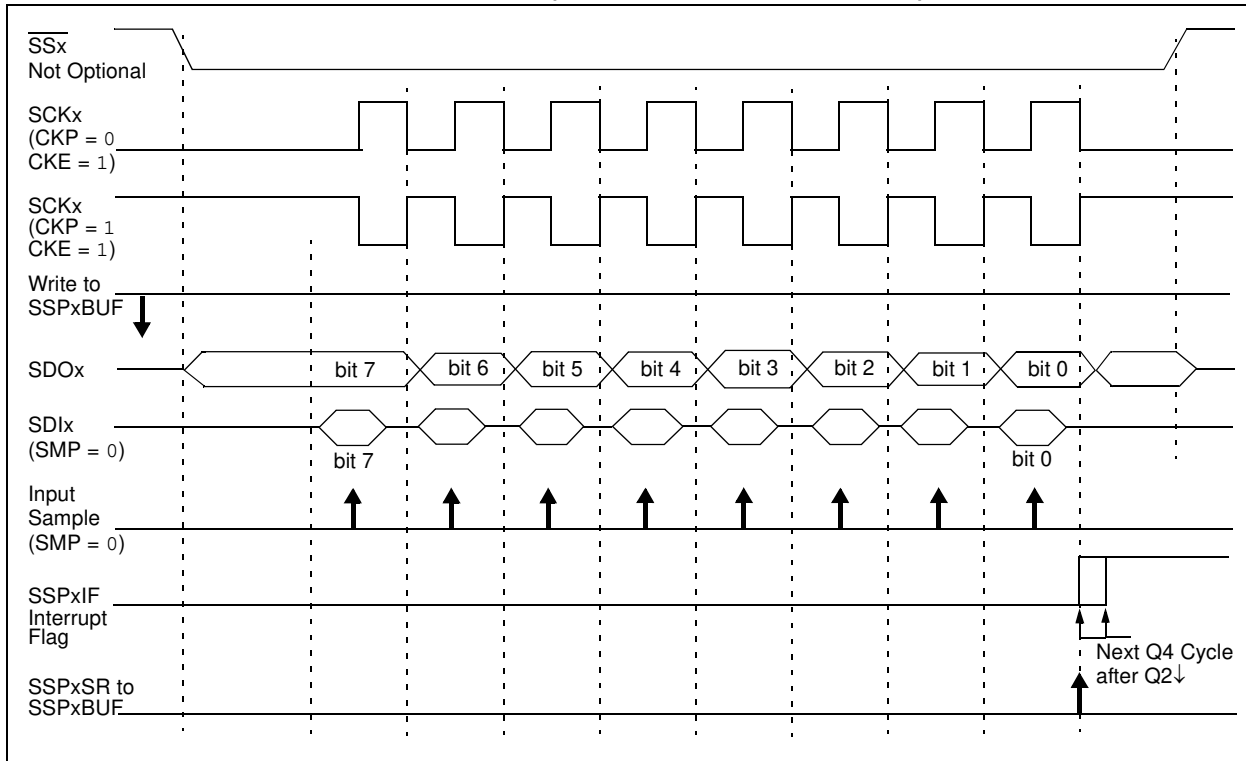 SSx
Not Optional
SCKx
(CKP = 0
CKE = 1)
SCKx
(CKP = 1
CKE = 1)
Write to
SSPxBUF
SDOx
bit 7 bit 6 bit 5 bit 4 bit 3 bit 2 bit 1 bit 0
SDIx
(SMP = 0)
bit 7 bit 0
Input
Sample
(SMP = 0)
SSPxIF
Interrupt
Flag
Next Q4 Cycle
after Q2↓
SSPxSR to
SSPxBUF